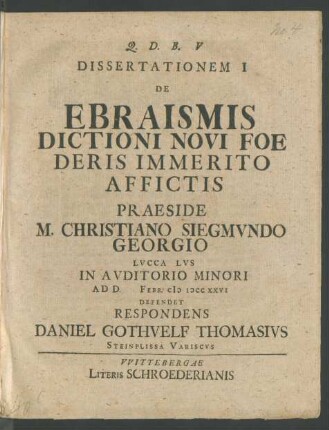 Q. D. B. V
DISSERTATIONEM I
DE
EBRAISMIS
DICTIONI NOVI FOE
DERIS IMMERITO
AFFICTIS
PRAESIDE
M. CHRISTIANO SIEGMVNDO
GEORGIO
LVCCA LVS
IN AVDITORIO MINORI
AD D. FEBR. CIↃ IↃCC XXVI
DEFENDET
RESPONDENS
DANIEL GOTHVELF THOMASIVS
STEINPLISSA VARISCVS
VPITTEBERGAE
LITERIS SCHROEDERIANIS